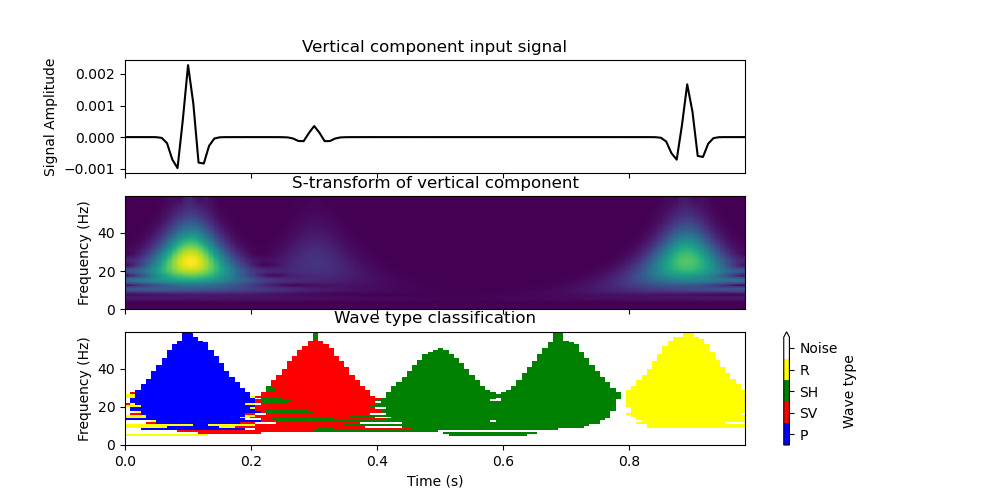 Vertical component input signal
Signal Amplitude
0.002
0.001
0.000
−0.001
S-transform of vertical component
Frequency (Hz)
40
20
0
Wave type classification
Frequency (Hz)
40
20
0
0.0 0.2 0.4 0.6 0.8
Time (s)
Noise
R
SH
SV
P
Wave type